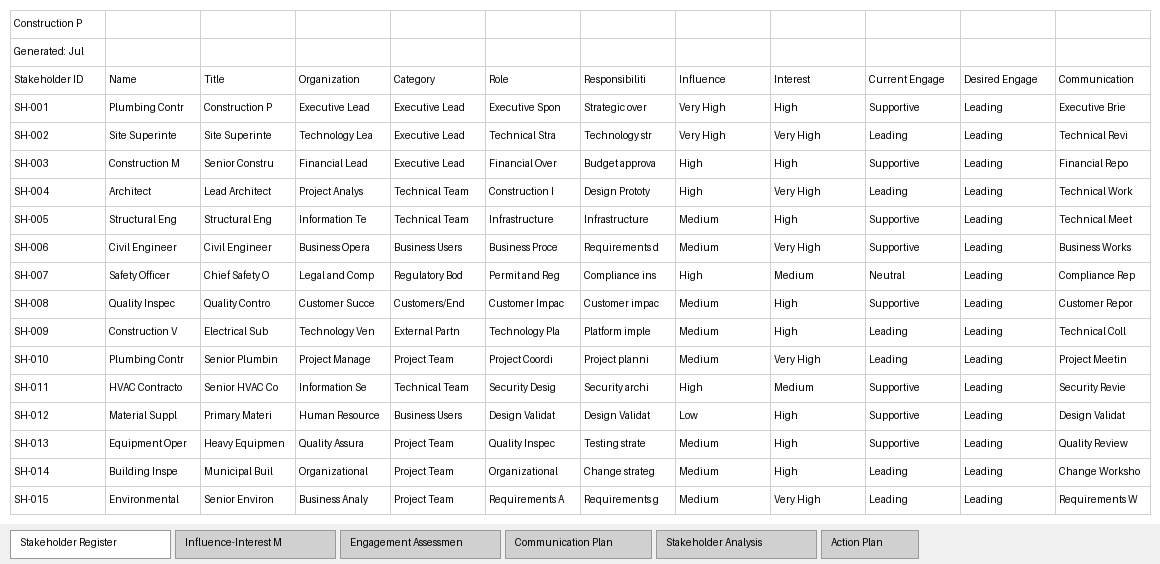 Construction P
Generated: Jul
Stakeholder ID Name Title Organization Category Role Responsibiliti Influence Interest Current Engage Desired Engage Communication
SH-001 Plumbing Contr Construction P Executive Lead Executive Lead Executive Spon Strategic over Very High High Supportive Leading Executive Brie
SH-002 Site Superinte Site Superinte Technology Lea Executive Lead Technical Stra Technology str Very High Very High Leading Leading Technical Revi
SH-003 Construction M Senior Constru Financial Lead Executive Lead Financial Over Budget approva High High Supportive Leading Financial Repo
SH-004 Architect Lead Architect Project Analys Technical Team Construction I Design Prototy High Very High Leading Leading Technical Work
SH-005 Structural Eng Structural Eng Information Te Technical Team Infrastructure Infrastructure Medium High Supportive Leading Technical Meet
SH-006 Civil Engineer Civil Engineer Business Opera Business Users Business Proce Requirements d Medium Very High Supportive Leading Business Works
SH-007 Safety Officer Chief Safety O Legal and Comp Regulatory Bod Permit and Reg Compliance ins High Medium Neutral Leading Compliance Rep
SH-008 Quality Inspec Quality Contro Customer Succe Customers/End Customer Impac Customer impac Medium High Supportive Leading Customer Repor
SH-009 Construction V Electrical Sub Technology Ven External Partn Technology Pla Platform imple Medium High Leading Leading Technical Coll
SH-010 Plumbing Contr Senior Plumbin Project Manage Project Team Project Coordi Project planni Medium Very High Leading Leading Project Meetin
SH-011 HVAC Contracto Senior HVAC Co Information Se Technical Team Security Desig Security archi High Medium Supportive Leading Security Revie
SH-012 Material Suppl Primary Materi Human Resource Business Users Design Validat Design Validat Low High Supportive Leading Design Validat
SH-013 Equipment Oper Heavy Equipmen Quality Assura Project Team Quality Inspec Testing strate Medium High Supportive Leading Quality Review
SH-014 Building Inspe Municipal Buil Organizational Project Team Organizational Change strateg Medium High Leading Leading Change Worksho
SH-015 Environmental Senior Environ Business Analy Project Team Requirements A Requirements g Medium Very High Leading Leading Requirements W
Stakeholder Register Influence-Interest M Engagement Assessmen Communication Plan Stakeholder Analysis Action Plan